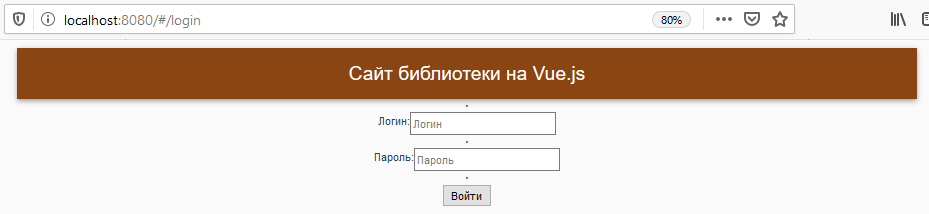 localhost:8080/#/login 80%
Сайт библиотеки на Vue.js
Логин: Логин
Пароль: Пароль
Войти